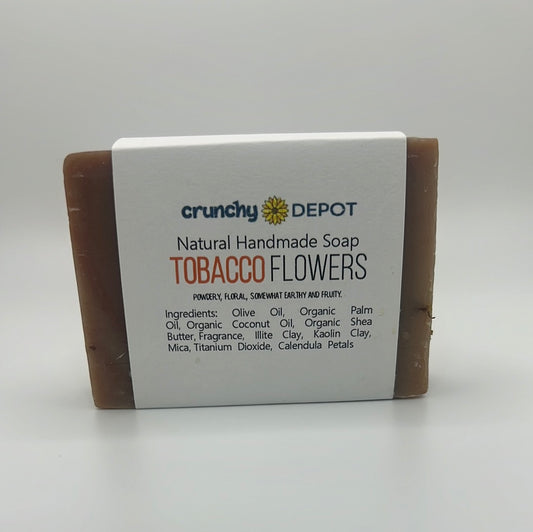 crunchy DEPOT
Natural Handmade Soap
TOBACCO FLOWERS
POWDERY, FLORAL, SOMEWHAT EARTHY AND FRUITY.
Ingredients: Olive Oil, Organic Palm
Oil, Organic Coconut Oil, Organic Shea
Butter, Fragrance, Illite Clay, Kaolin Clay,
Mica, Titanium Dioxide, Calendula Petals